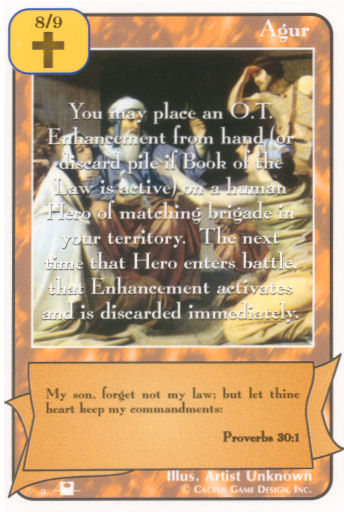 8/9
Agur
You may place an O.T.
Enhancement from hand (or
discard pile if Book of the
Law is active) on a human
Hero of matching brigade in
your territory. The next
time that Hero enters battle,
that Enhancement activates
and is discarded immediately.
My son, forget not my law; but let thine
heart keep my commandments:
Proverbs 30:1
Illus. Artist Unknown
a
© Cactus Game Design, Inc.